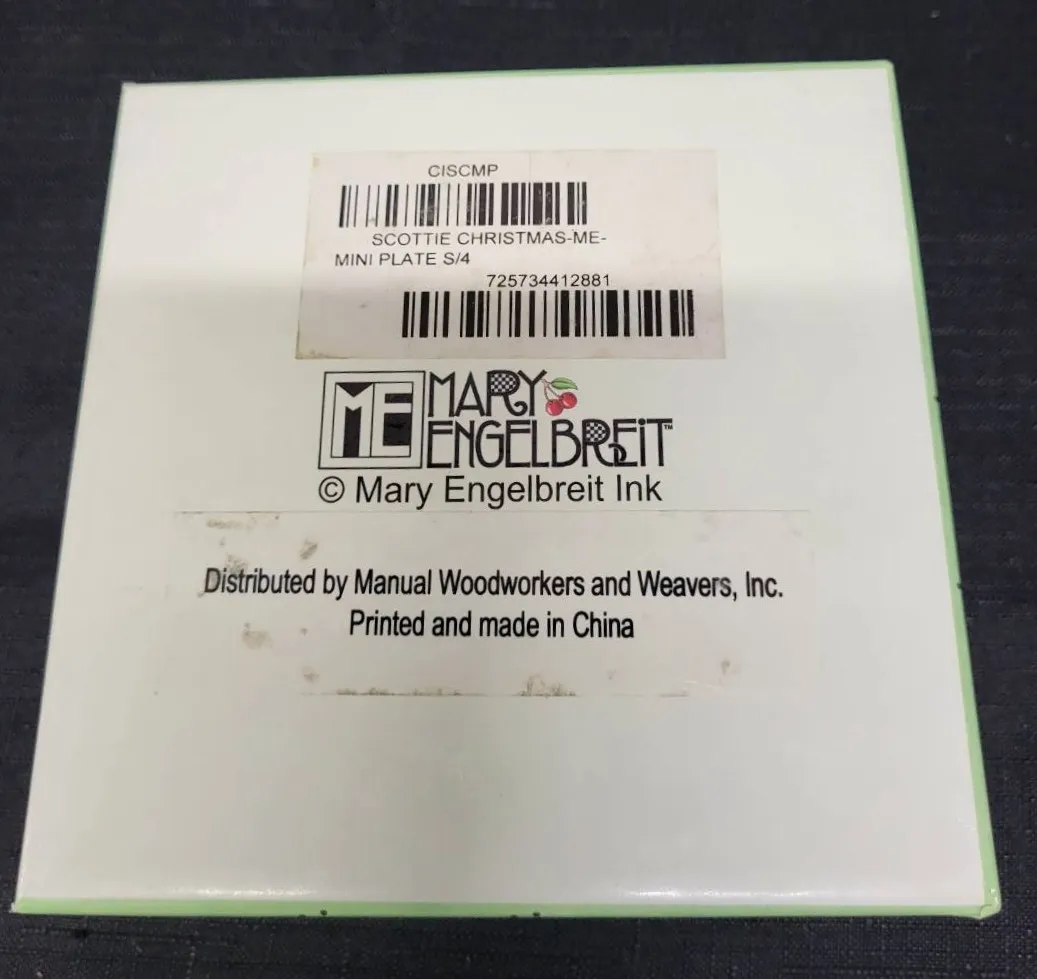 CISCMP
SCOTTIE CHRISTMAS-ME-
MINI PLATE S/4
725734412881
ME MARY
ENGELBREiT™
© Mary Engelbreit Ink
Distributed by Manual Woodworkers and Weavers, Inc.
Printed and made in China